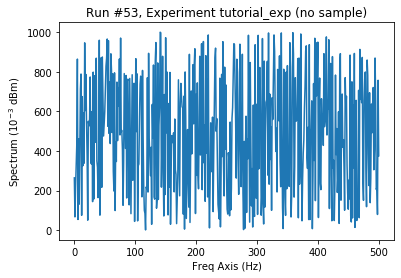 Run #53, Experiment tutorial_exp (no sample)
Spectrum (10⁻³ dBm)
1000
800
600
400
200
0
0 100 200 300 400 500
Freq Axis (Hz)